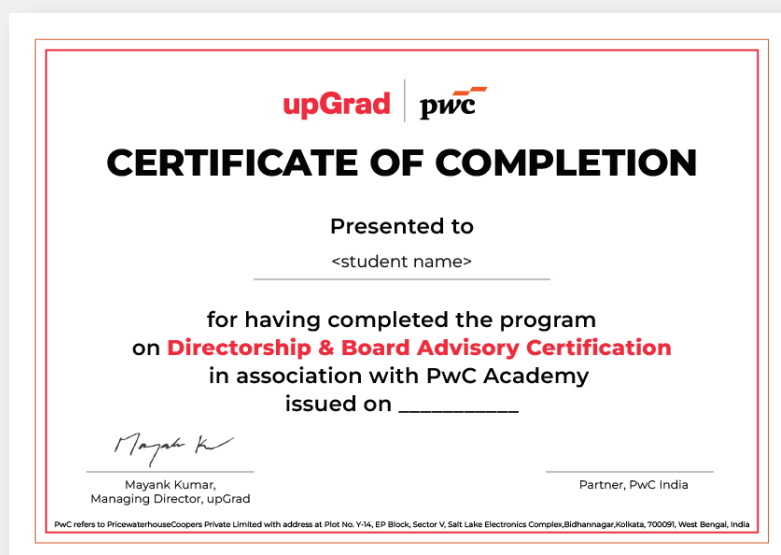 upGrad pwc
CERTIFICATE OF COMPLETION
Presented to
<student name>
for having completed the program
on Directorship & Board Advisory Certification
in association with PwC Academy
issued on ___________
Mayank Kumar,
Managing Director, upGrad
Partner, PwC India
PwC refers to PricewaterhouseCoopers Private Limited with address at Plot No. Y-14, EP Block, Sector V, Salt Lake Electronics Complex,Bidhannagar,Kolkata, 700091, West Bengal, India